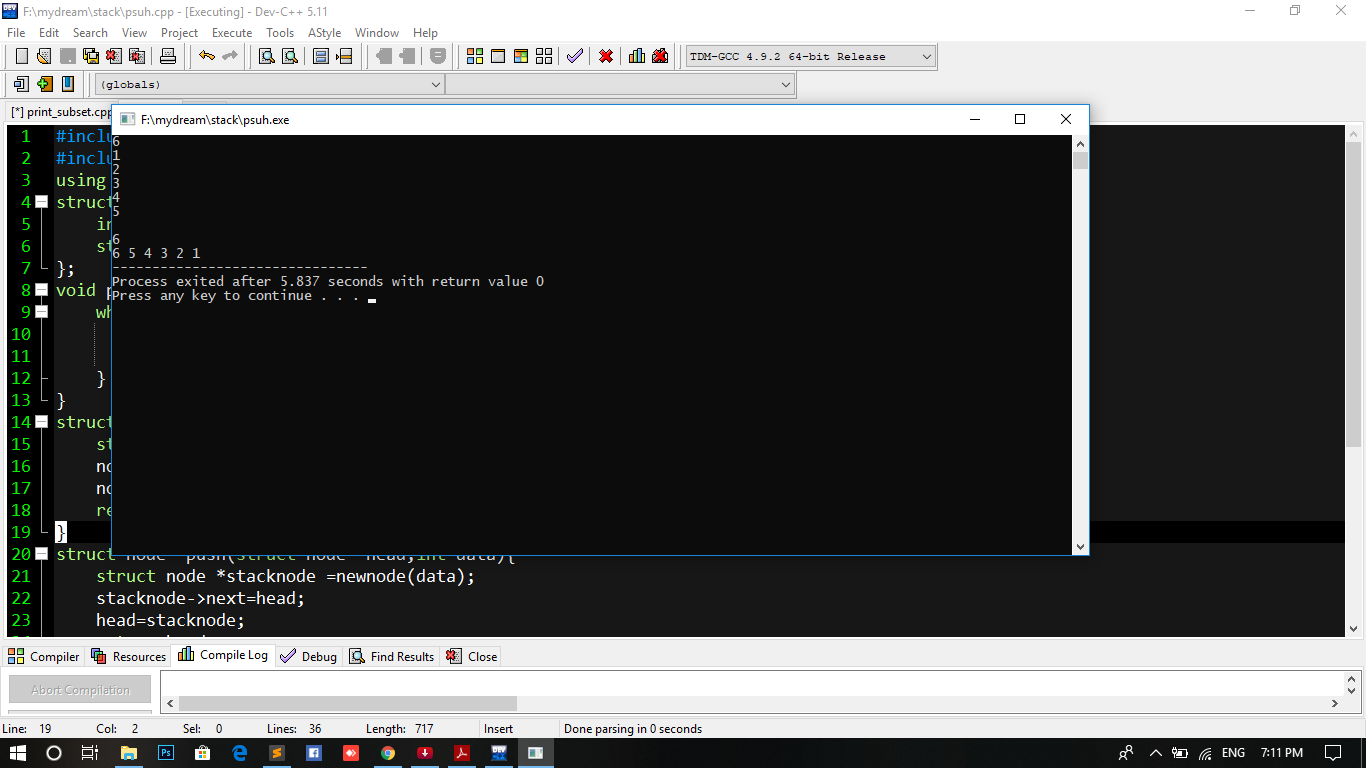 F:\mydream\stack\psuh.cpp - [Executing] - Dev-C++ 5.11
File Edit Search View Project Execute Tools AStyle Window Help
TDM-GCC 4.9.2 64-bit Release
(globals)
[*] print_subset.cpp
F:\mydream\stack\psuh.exe
6
1
2
3
4
5
6
6 5 4 3 2 1
--------------------------------
Process exited after 5.837 seconds with return value 0
Press any key to continue . . .
1 #inclu
2 #inclu
3 using
4 struct
5 in
6 st
7 };
8 void p
9 wh
10
11
12 }
13 }
14 struct
15 st
16 no
17 no
18 re
19 }
20 struct node *push(struct node *head,int data){
21 struct node *stacknode =newnode(data);
22 stacknode->next=head;
23 head=stacknode;
Compiler Resources Compile Log Debug Find Results Close
Abort Compilation
Line: 19 Col: 2 Sel: 0 Lines: 36 Length: 717 Insert Done parsing in 0 seconds
ENG 7:11 PM